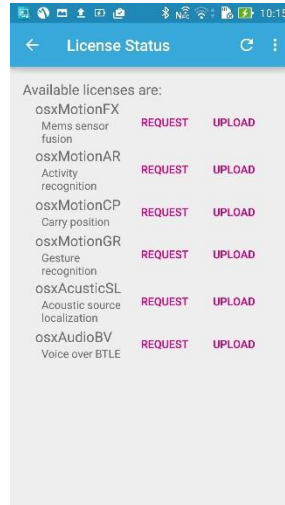 10:15
License Status
Available licenses are:
osxMotionFX
Mems sensor
fusion
REQUEST UPLOAD
osxMotionAR
Activity
recognition
REQUEST UPLOAD
osxMotionCP
Carry position
REQUEST UPLOAD
osxMotionGR
Gesture
recognition
REQUEST UPLOAD
osxAcusticSL
Acoustic source
localization
REQUEST UPLOAD
osxAudioBV
Voice over BTLE
REQUEST UPLOAD